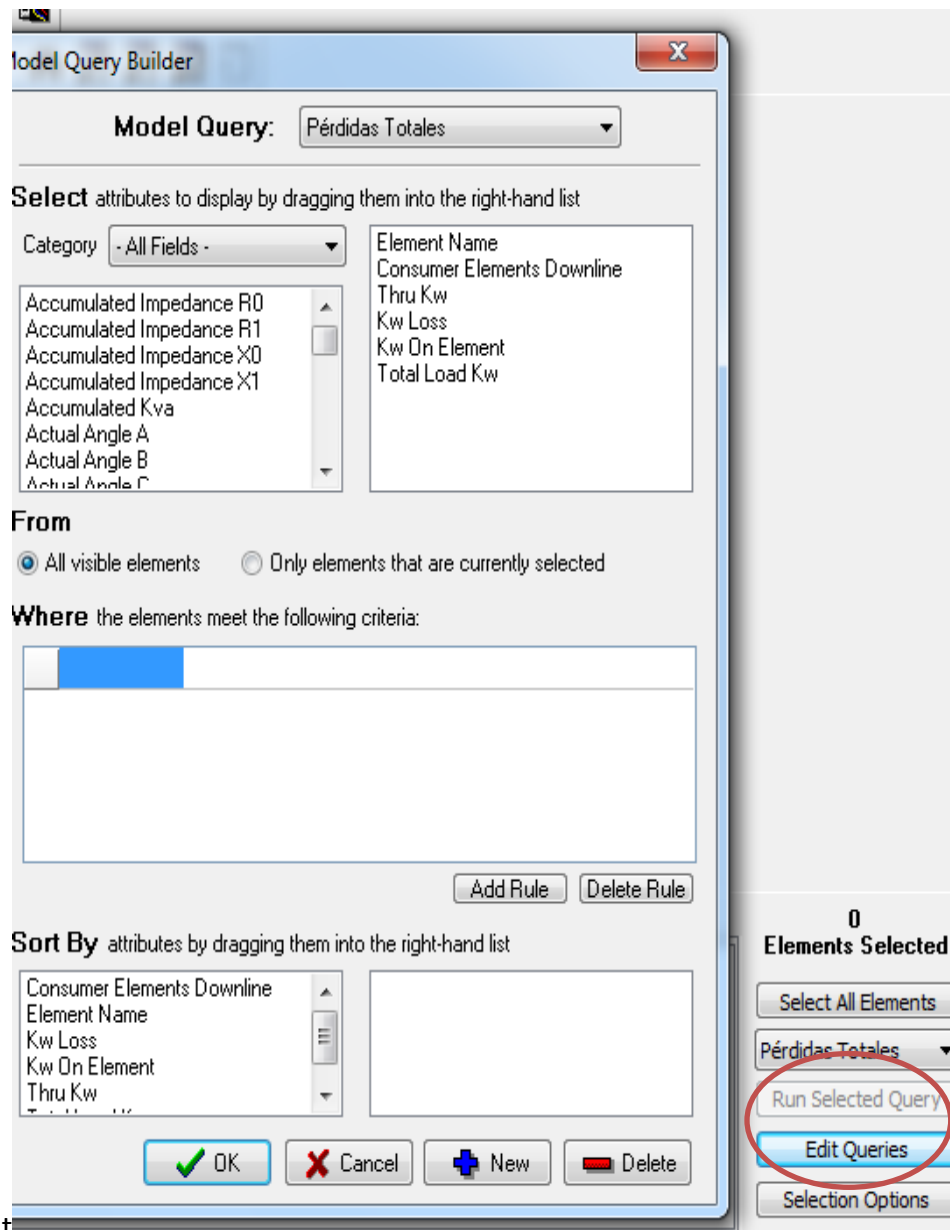 Model Query Builder
x
Model Query: Pérdidas Totales
Select attributes to display by dragging them into the right-hand list
Category - All Fields -
Accumulated Impedance R0
Accumulated Impedance R1
Accumulated Impedance X0
Accumulated Impedance X1
Accumulated Kva
Actual Angle A
Actual Angle B
Actual Angle C
Element Name
Consumer Elements Downline
Thru Kw
Kw Loss
Kw On Element
Total Load Kw
From
All visible elements Only elements that are currently selected
Where the elements meet the following criteria:
Add Rule Delete Rule
Sort By attributes by dragging them into the right-hand list
Consumer Elements Downline
Element Name
Kw Loss
Kw On Element
Thru Kw
OK Cancel New Delete
0
Elements Selected
Select All Elements
Pérdidas Totales
Run Selected Query
Edit Queries
Selection Options
t